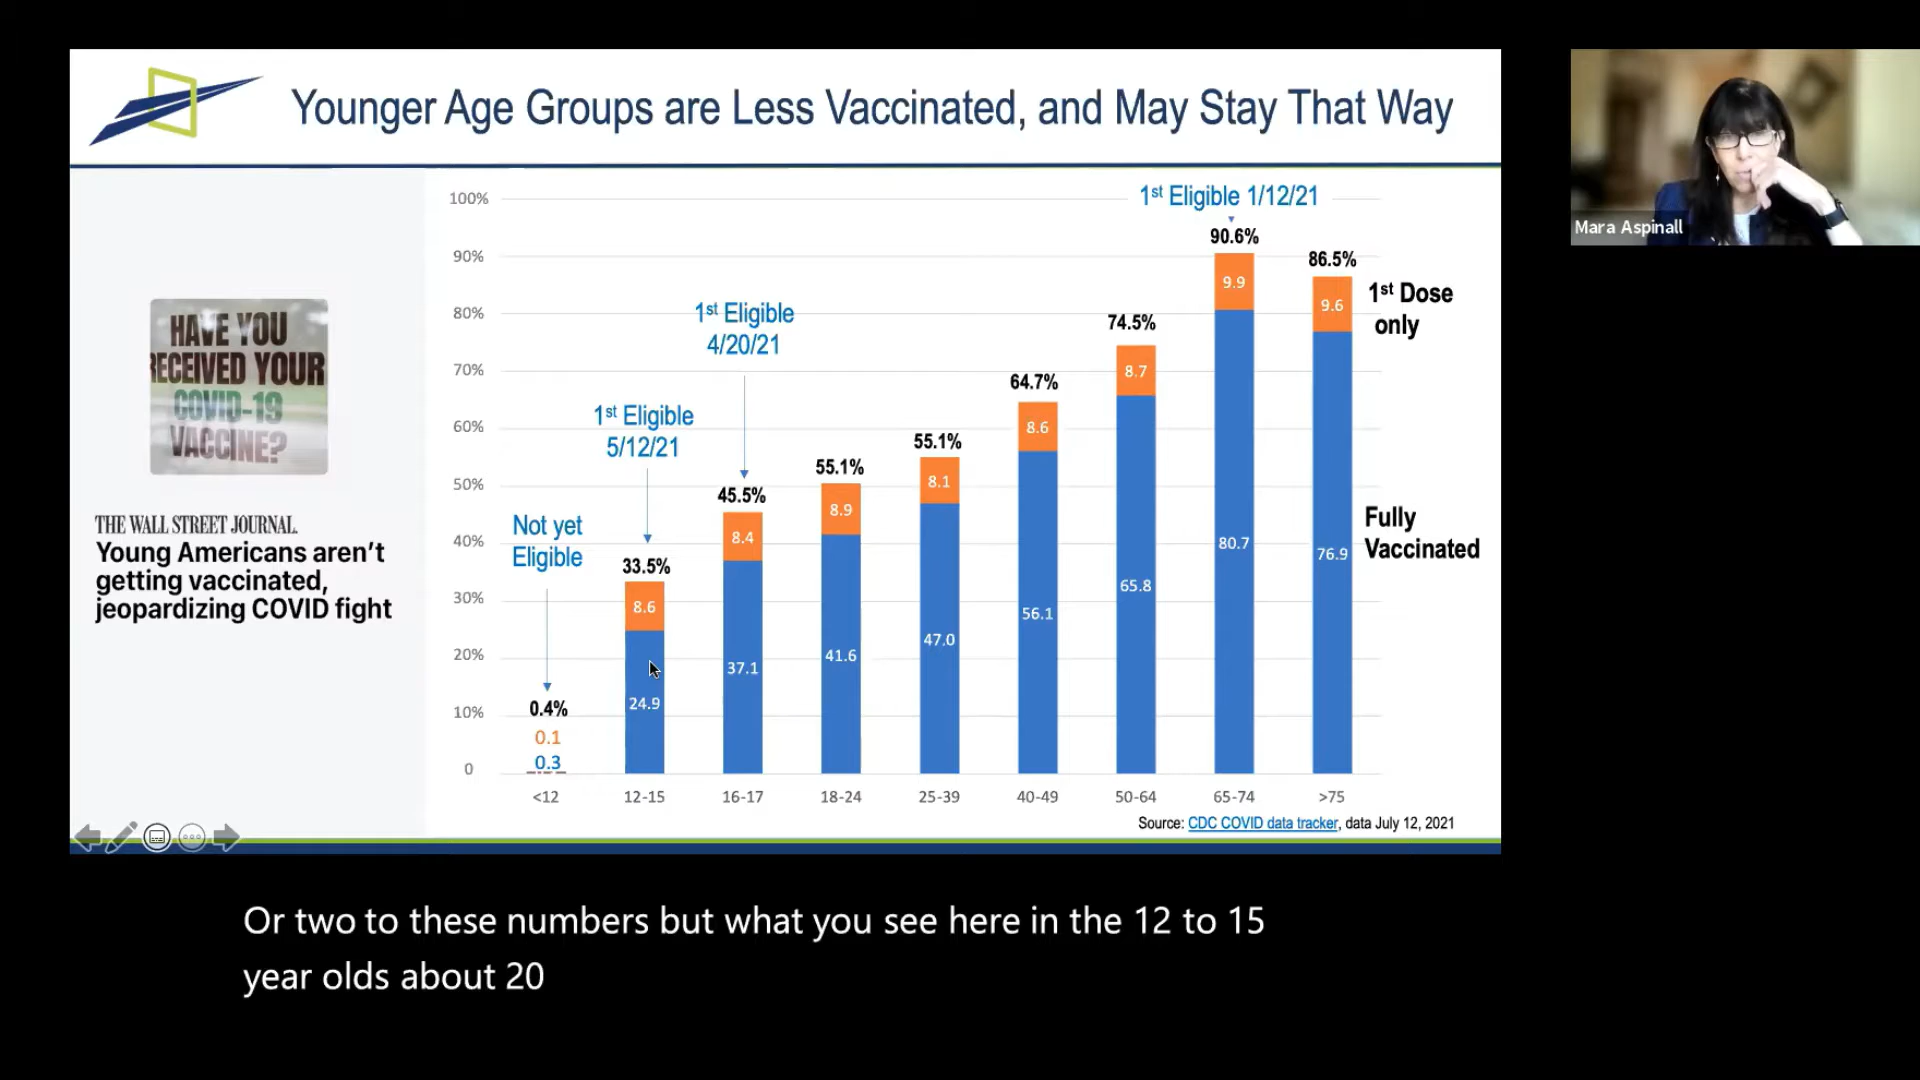 Younger Age Groups are Less Vaccinated, and May Stay That Way
Mara Aspinall
HAVE YOU
RECEIVED YOUR
COVID-19
VACCINE?
THE WALL STREET JOURNAL.
Young Americans aren't
getting vaccinated,
jeopardizing COVID fight
100%
90%
80%
70%
60%
50%
40%
30%
20%
10%
0
Not yet
Eligible
0.4%
0.1
0.3
1st Eligible
5/12/21
33.5%
8.6
24.9
1st Eligible
4/20/21
45.5%
8.4
37.1
55.1%
8.9
41.6
55.1%
8.1
47.0
64.7%
8.6
56.1
74.5%
8.7
65.8
1st Eligible 1/12/21
90.6%
9.9
80.7
86.5%
9.6
76.9
1st Dose
only
Fully
Vaccinated
<12 12-15 16-17 18-24 25-39 40-49 50-64 65-74 >75
Source: CDC COVID data tracker, data July 12, 2021
Or two to these numbers but what you see here in the 12 to 15
year olds about 20